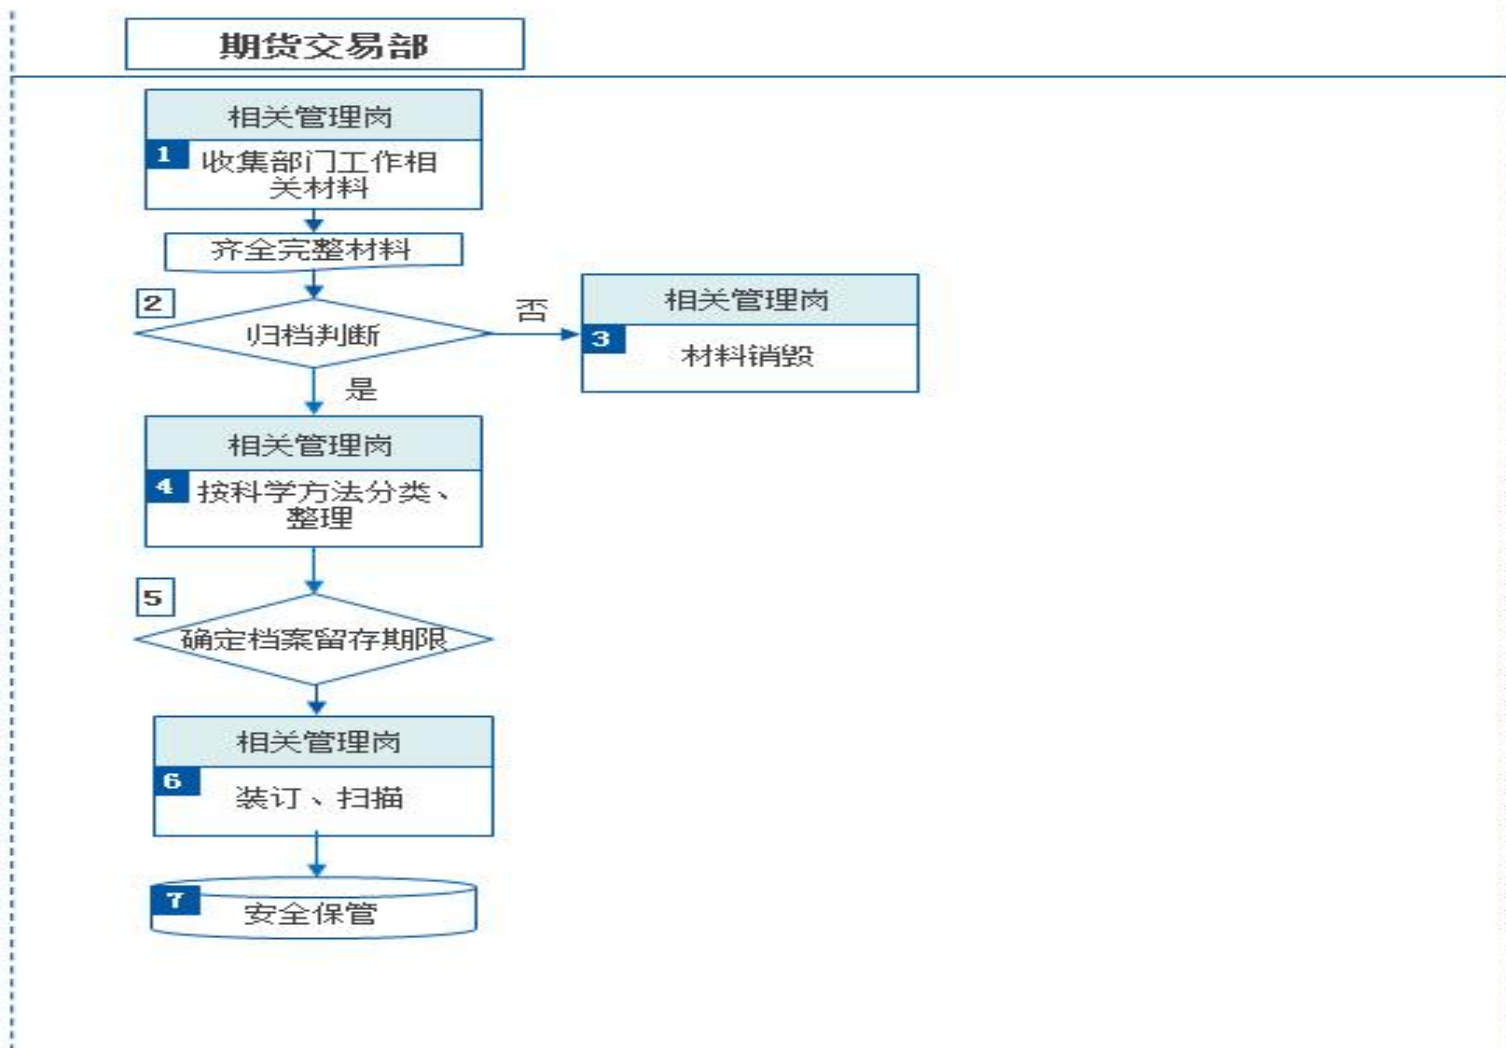 期货交易部
相关管理岗
1
收集部门工作相
关材料
齐全完整材料
2
归档判断
否
相关管理岗
3
材料销毁
是
相关管理岗
4
按科学方法分类、
整理
5
确定档案留存期限
相关管理岗
6
装订、扫描
7
安全保管